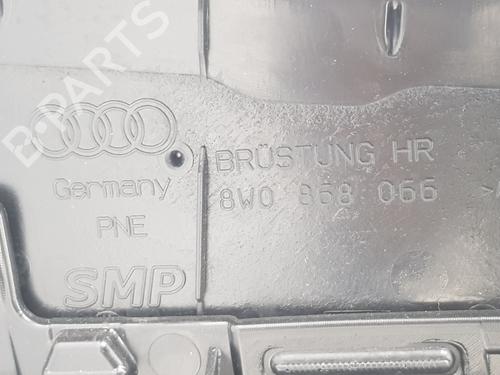 B-PARTS
BRÜSTUNG HR
Germany
8W0 868 066 >
PNE
SMP